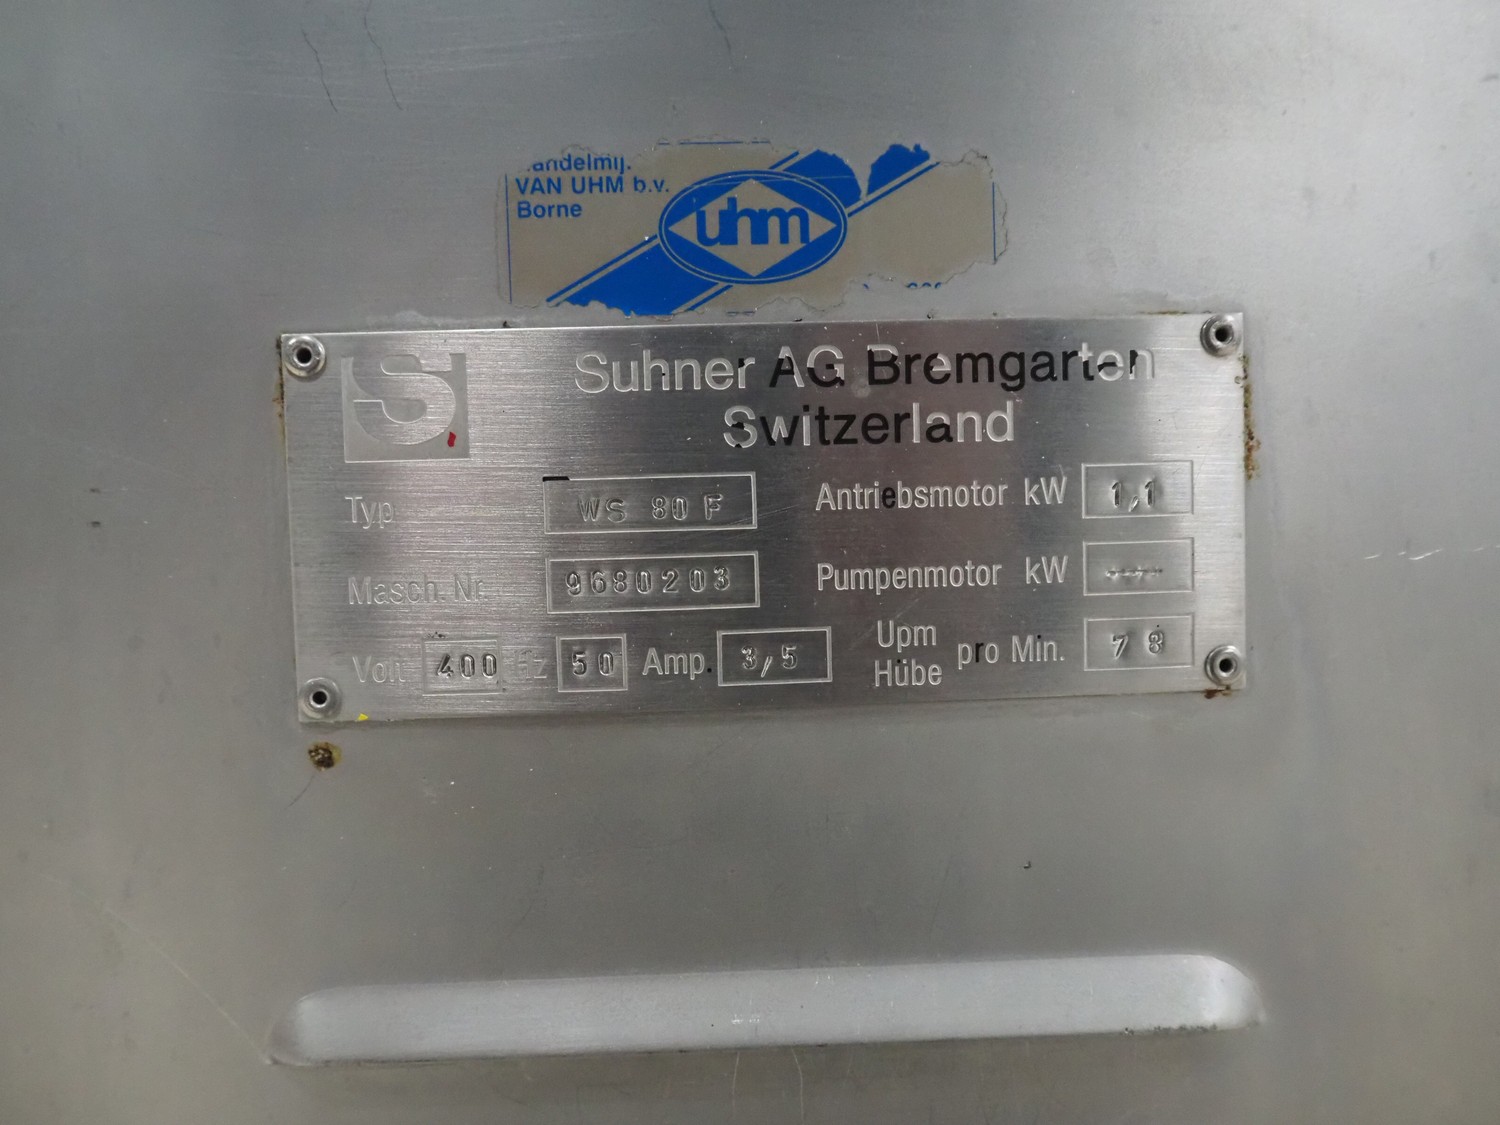 VAN UHM b.v.
Borne
uhm
S
Suhner AG Bremgarten
Switzerland
Typ WS 80 F Antriebsmotor kW 1,1
Masch. Nr. 9680203 Pumpenmotor kW
Volt 400 Hz 50 Amp. 3,5 Upm
Hübe pro Min. 78